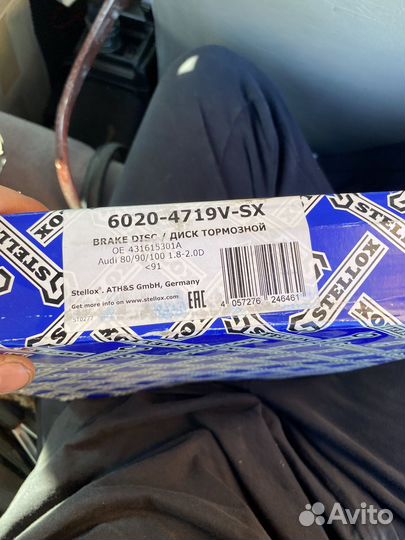 6020-4719V-SX
BRAKE DISC / ДИСК ТОРМОЗНОЙ
OE 431615301A
Audi 80/90/100 1.8-2.0D
<91
Stellox®, ATH&S GmbH, Germany
Get more info on www.stellox.com
EAC
4 057276 246461
STELLOX
STELLOX
STELLOX
Avito